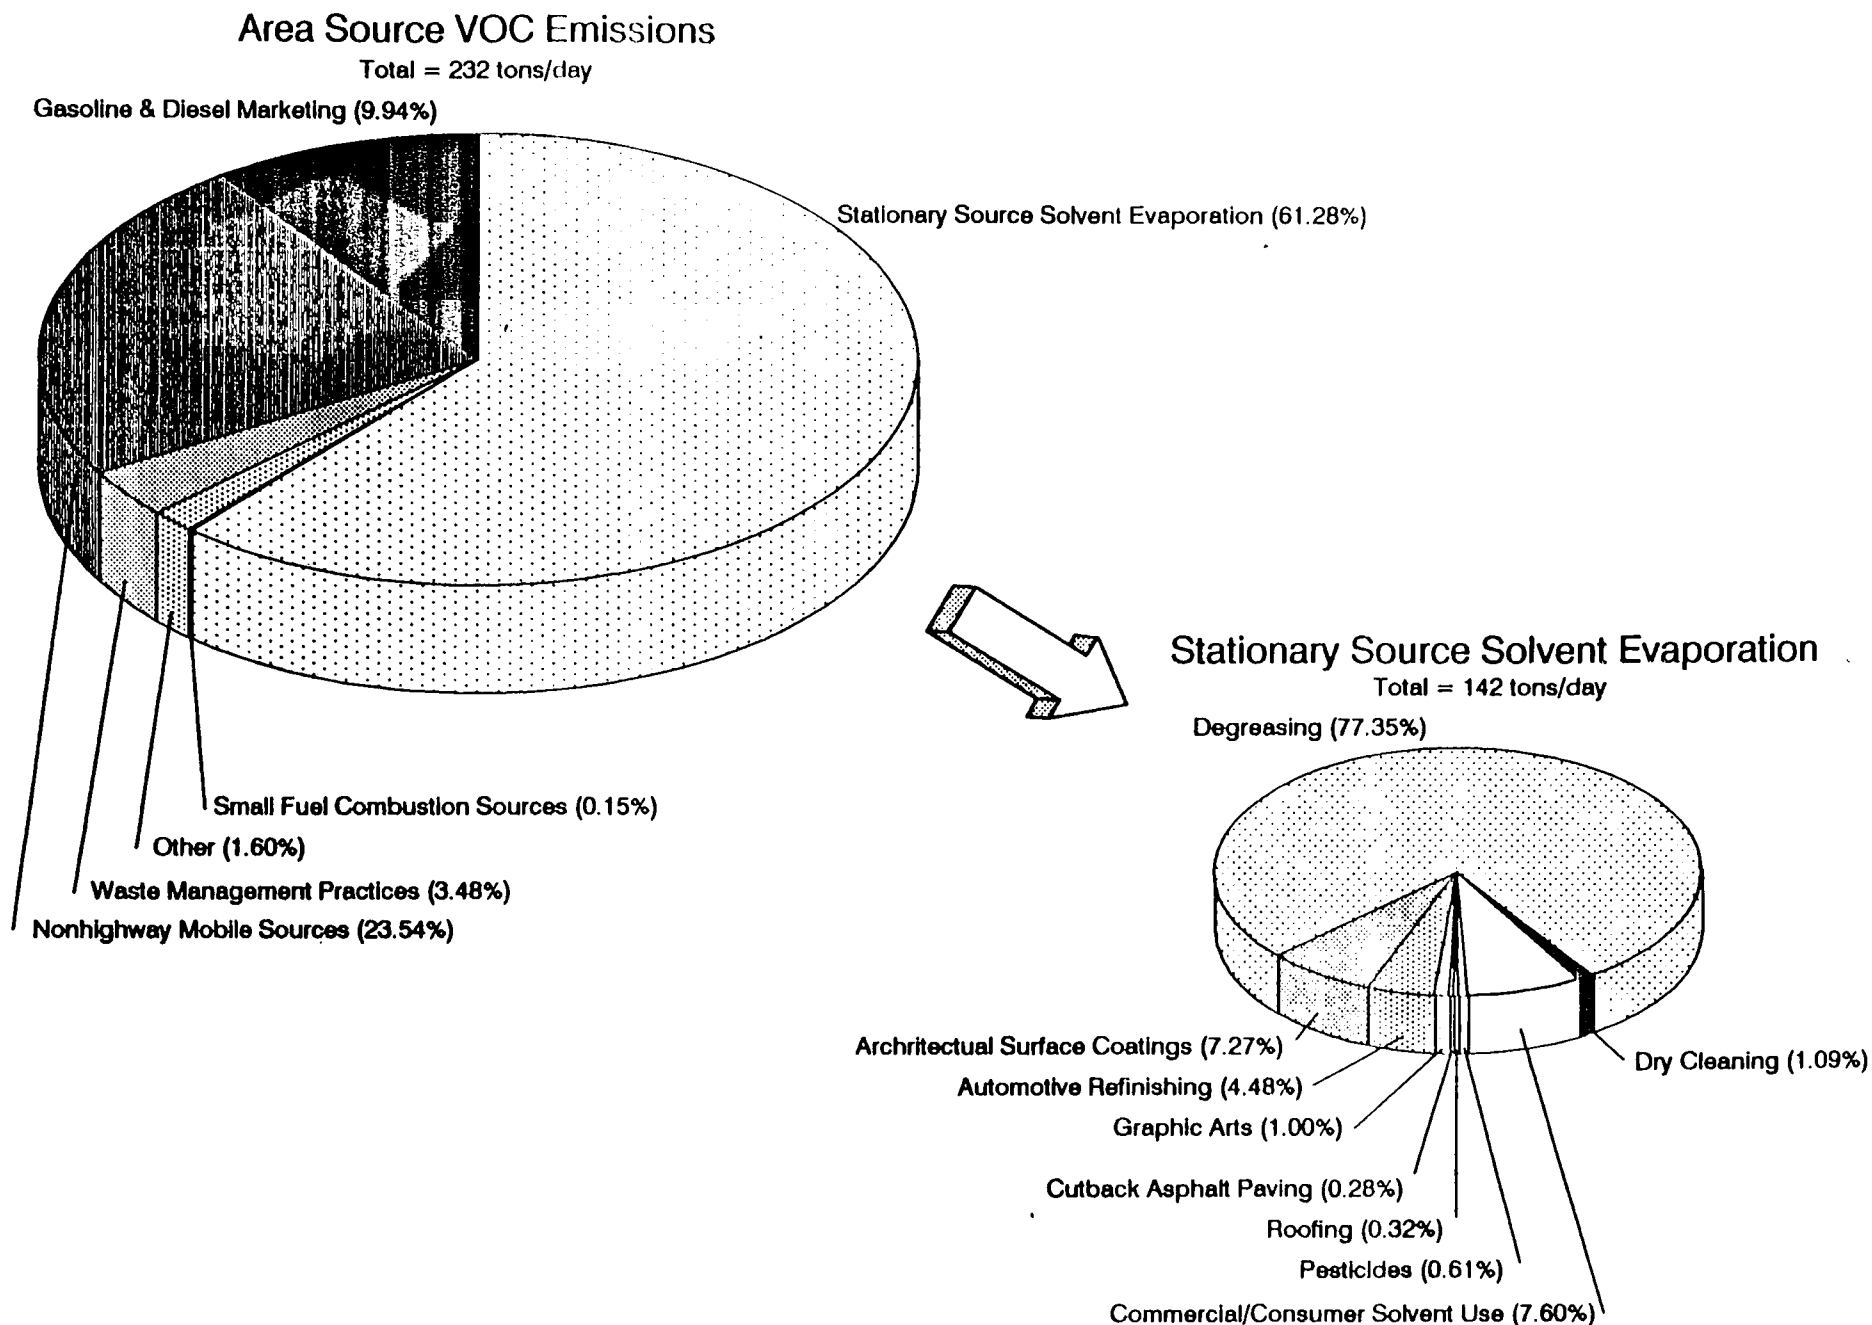 Area Source VOC Emissions
Total = 232 tons/day
Gasoline & Diesel Marketing (9.94%)
Stationary Source Solvent Evaporation (61.28%)
Small Fuel Combustion Sources (0.15%)
Other (1.60%)
Waste Management Practices (3.48%)
Nonhighway Mobile Sources (23.54%)
Stationary Source Solvent Evaporation
Total = 142 tons/day
Degreasing (77.35%)
Archritectual Surface Coatings (7.27%)
Dry Cleaning (1.09%)
Automotive Refinishing (4.48%)
Graphic Arts (1.00%)
Cutback Asphalt Paving (0.28%)
Roofing (0.32%)
Pesticides (0.61%)
Commercial/Consumer Solvent Use (7.60%)